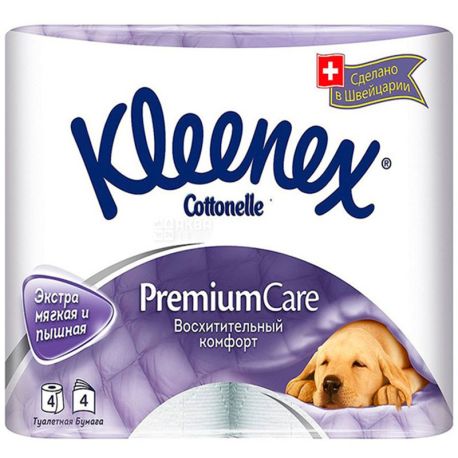 Сделано
в Швейцарии
Kleenex®
Cottonelle
Экстра
мягкая и
пышная
PremiumCare
Восхитительный
комфорт
4 4
Туалетная Бумага